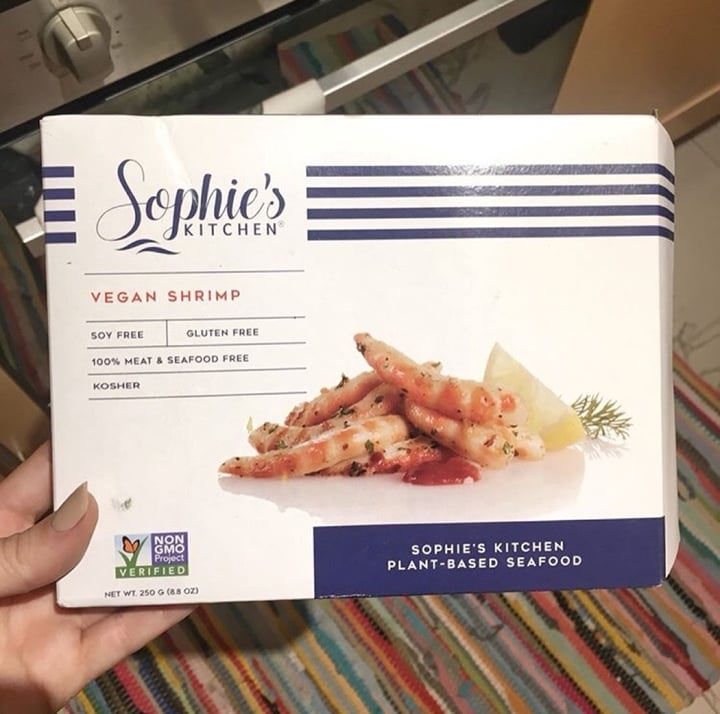 Sophie's
KITCHEN®
VEGAN SHRIMP
SOY FREE GLUTEN FREE
100% MEAT & SEAFOOD FREE
KOSHER
NON
GMO
Project
VERIFIED
NET WT. 250 G (8.8 OZ)
SOPHIE'S KITCHEN
PLANT-BASED SEAFOOD